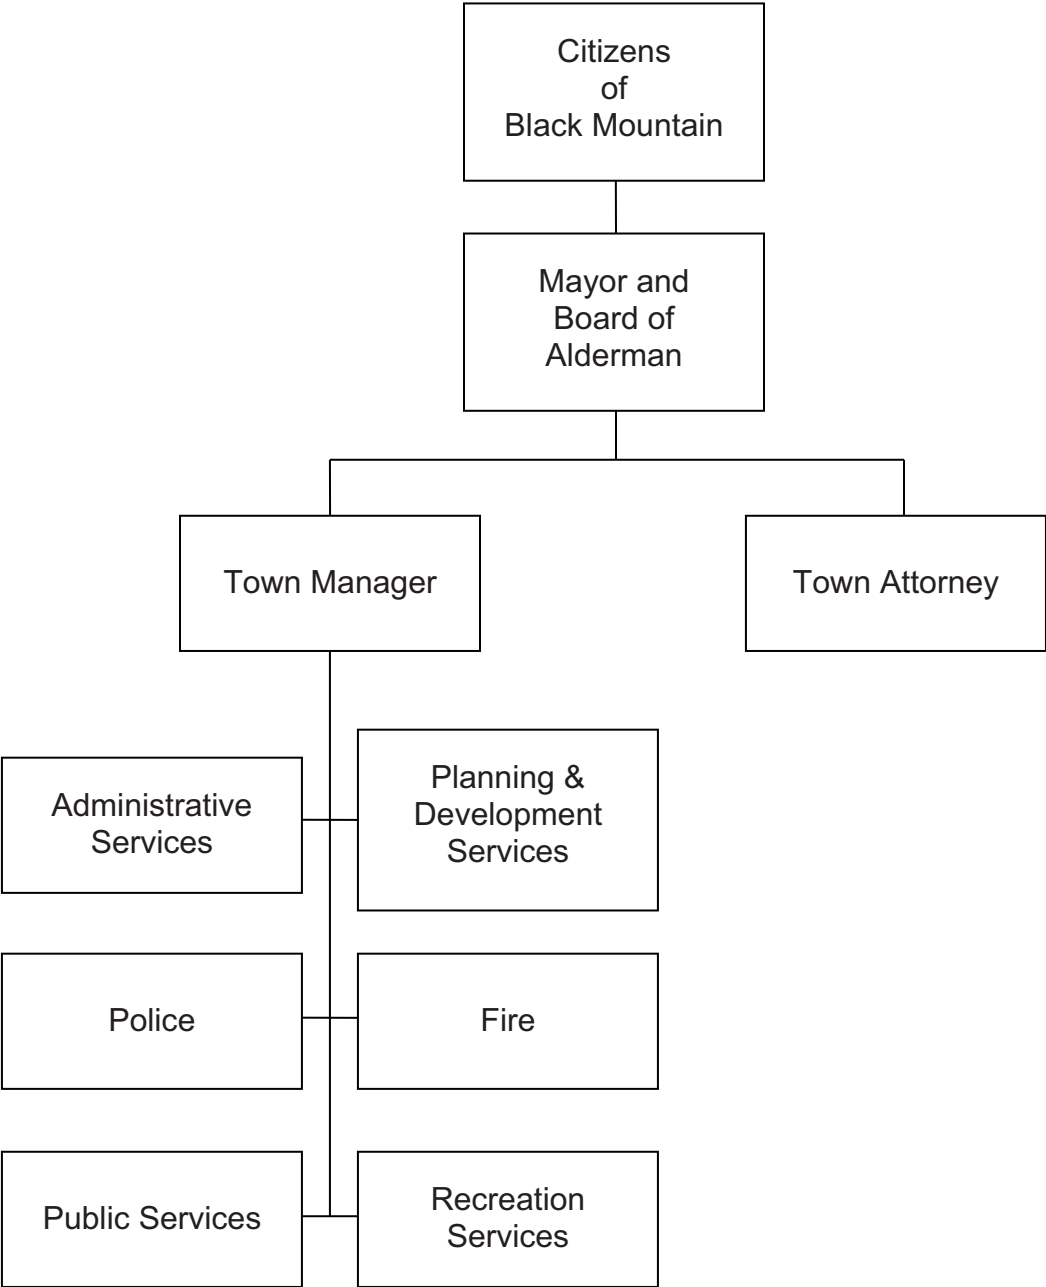 Citizens
of
Black Mountain
Mayor and
Board of
Alderman
Town Manager
Town Attorney
Administrative
Services
Planning &
Development
Services
Police
Fire
Public Services
Recreation
Services